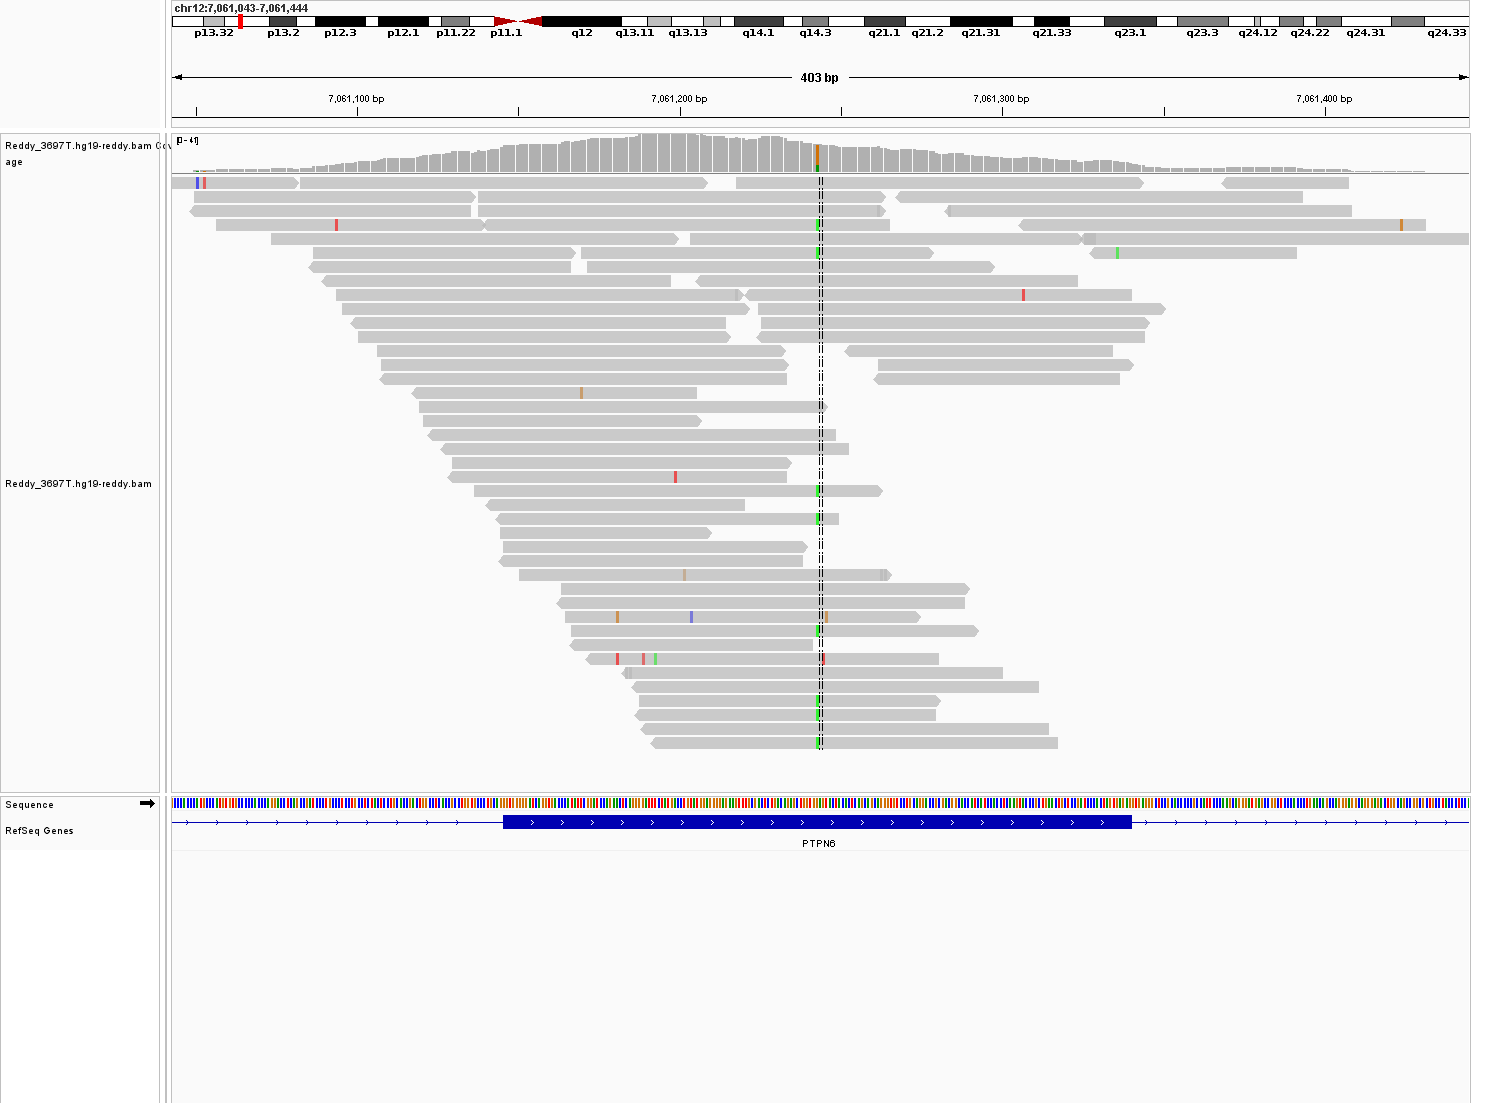 chr12:7,061,043-7,061,444
p13.32 p13.2 p12.3 p12.1 p11.22 p11.1 q12 q13.11 q13.13 q14.1 q14.3 q21.1 q21.2 q21.31 q21.33 q23.1 q23.3 q24.12 q24.22 q24.31 q24.33
403 bp
7,061,100 bp 7,061,200 bp 7,061,300 bp 7,061,400 bp
[0 - 41]
Reddy_3697T.hg19-reddy.bam Cov
age
Reddy_3697T.hg19-reddy.bam
Sequence
RefSeq Genes
PTPN6